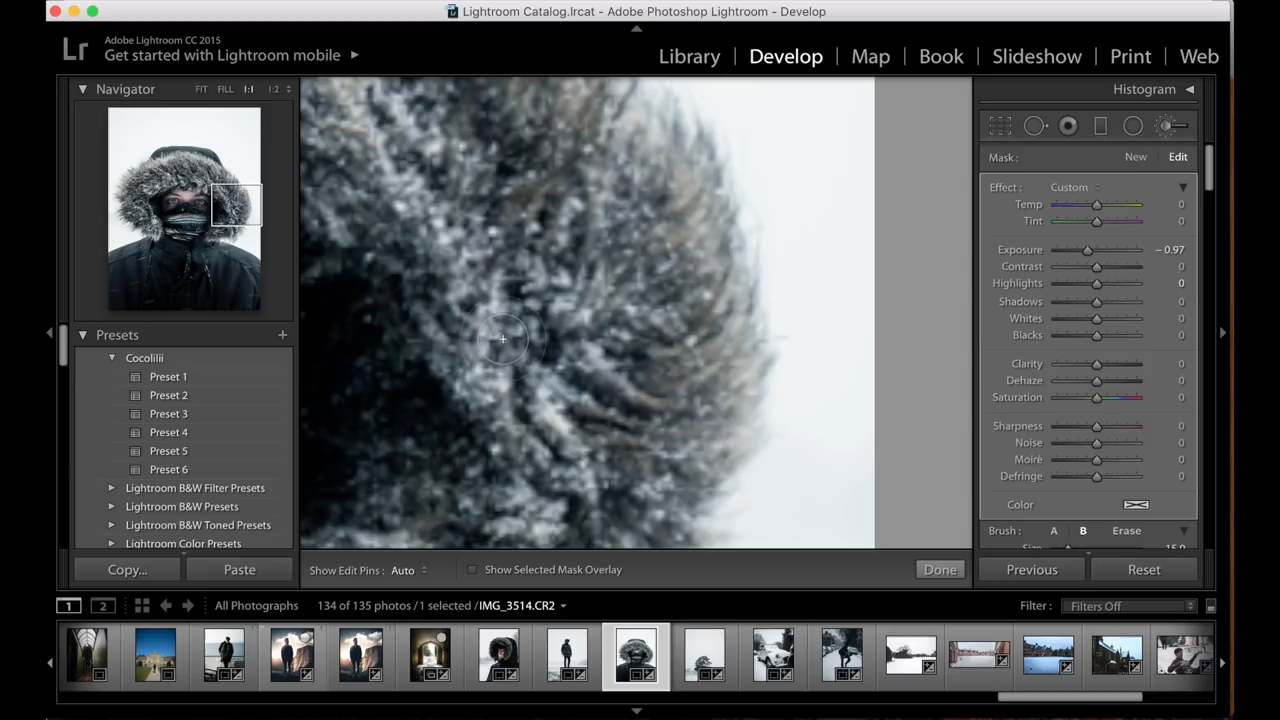 Lightroom Catalog.lrcat - Adobe Photoshop Lightroom - Develop
Lr
Adobe Lightroom CC 2015
Get started with Lightroom mobile
Library | Develop | Map | Book | Slideshow | Print | Web
Navigator FIT FILL 1:1 1:2
Histogram
Mask : New Edit
Effect : Custom
Temp 0
Tint 0
Exposure – 0.97
Contrast 0
Highlights 0
Shadows 0
Whites 0
Blacks 0
Clarity 0
Dehaze 0
Saturation 0
Sharpness 0
Noise 0
Moiré 0
Defringe 0
Color
Brush : A B Erase
Size 15.0
Presets +
Cocolilii
Preset 1
Preset 2
Preset 3
Preset 4
Preset 5
Preset 6
Lightroom B&W Filter Presets
Lightroom B&W Presets
Lightroom B&W Toned Presets
Lightroom Color Presets
Copy... Paste
Show Edit Pins : Auto Show Selected Mask Overlay Done
Previous Reset
1 2 All Photographs 134 of 135 photos / 1 selected / IMG_3514.CR2 Filter : Filters Off